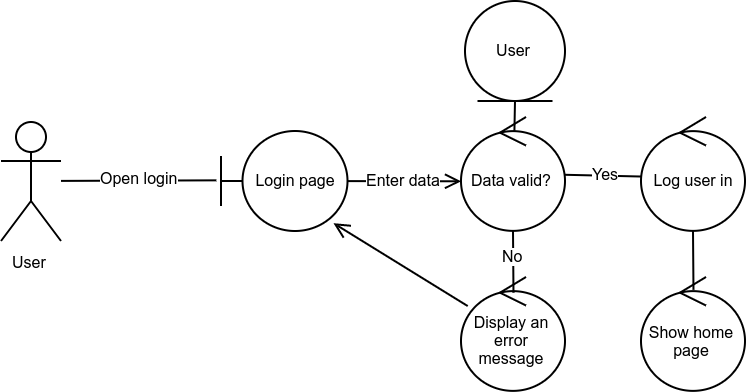 User
Open login
Login page
Enter data
Data valid?
Yes
Log user in
User
No
Display an
error
message
Show home
page